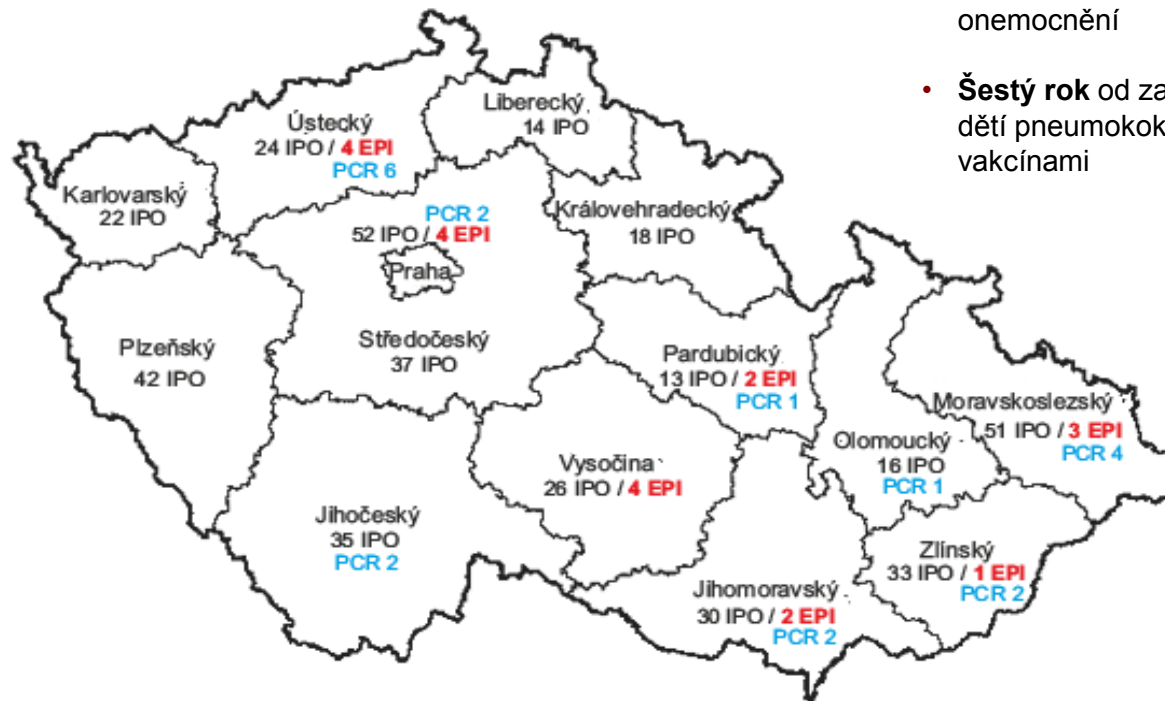 onemocnění
• Šestý rok od za
dětí pneumokok
vakcínami
Liberecký
14 IPO
Ústecký
24 IPO / 4 EPI
PCR 6
Karlovarský
22 IPO
Královehradecký
18 IPO
PCR 2
52 IPO / 4 EPI
Praha
Středočeský
37 IPO
Plzeňský
42 IPO
Pardubický
13 IPO / 2 EPI
PCR 1
Moravskoslezský
51 IPO / 3 EPI
PCR 4
Olomoucký
16 IPO
PCR 1
Vysočina
26 IPO / 4 EPI
Jihočeský
35 IPO
PCR 2
Zlínský
33 IPO / 1 EPI
PCR 2
Jihomoravský
30 IPO / 2 EPI
PCR 2